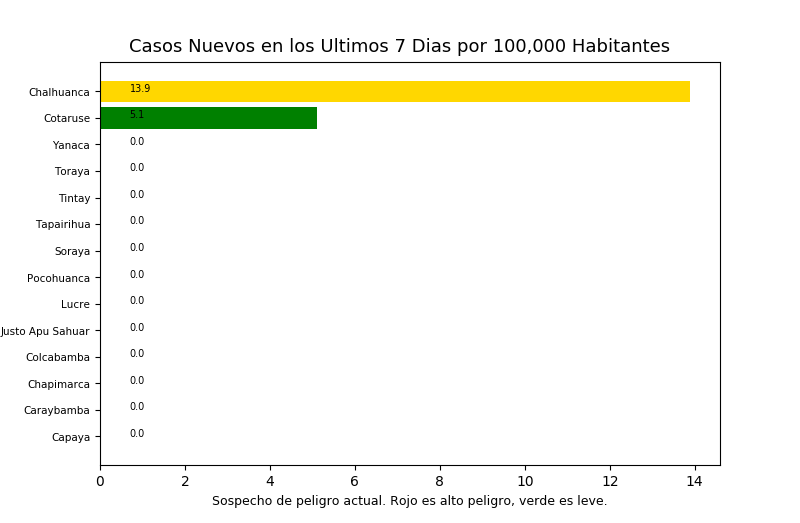 Casos Nuevos en los Ultimos 7 Dias por 100,000 Habitantes
Chalhuanca 13.9
Cotaruse 5.1
Yanaca 0.0
Toraya 0.0
Tintay 0.0
Tapairihua 0.0
Soraya 0.0
Pocohuanca 0.0
Lucre 0.0
Justo Apu Sahuar 0.0
Colcabamba 0.0
Chapimarca 0.0
Caraybamba 0.0
Capaya 0.0
0 2 4 6 8 10 12 14
Sospecho de peligro actual. Rojo es alto peligro, verde es leve.